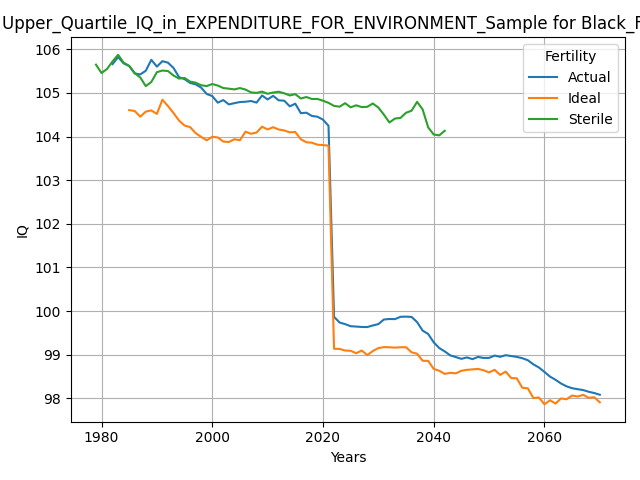 Upper_Quartile_IQ_in_EXPENDITURE_FOR_ENVIRONMENT_Sample for Black_F
Fertility
Actual
Ideal
Sterile
106
105
104
103
102
101
100
99
98
IQ
1980
2000
2020
2040
2060
Years